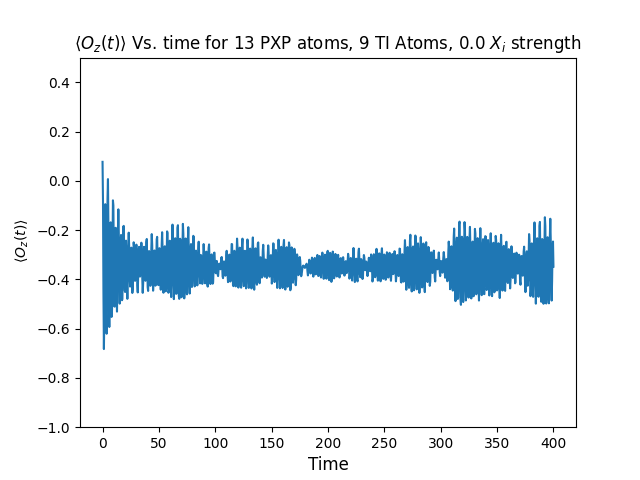 ⟨O_z(t)⟩ Vs. time for 13 PXP atoms, 9 TI Atoms, 0.0 X_i strength
0.4
0.2
0.0
−0.2
−0.4
−0.6
−0.8
−1.0
⟨O_z(t)⟩
0 50 100 150 200 250 300 350 400
Time